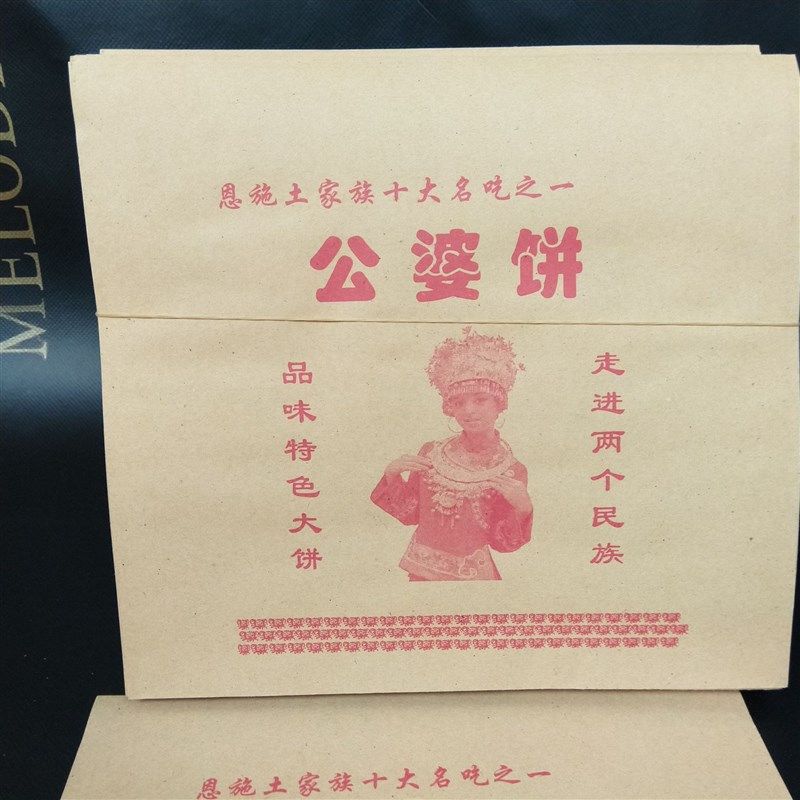 恩施土家族十大名吃之一
公婆饼
走进两个民族
品味特色大饼
恩施土家族十大名吃之一